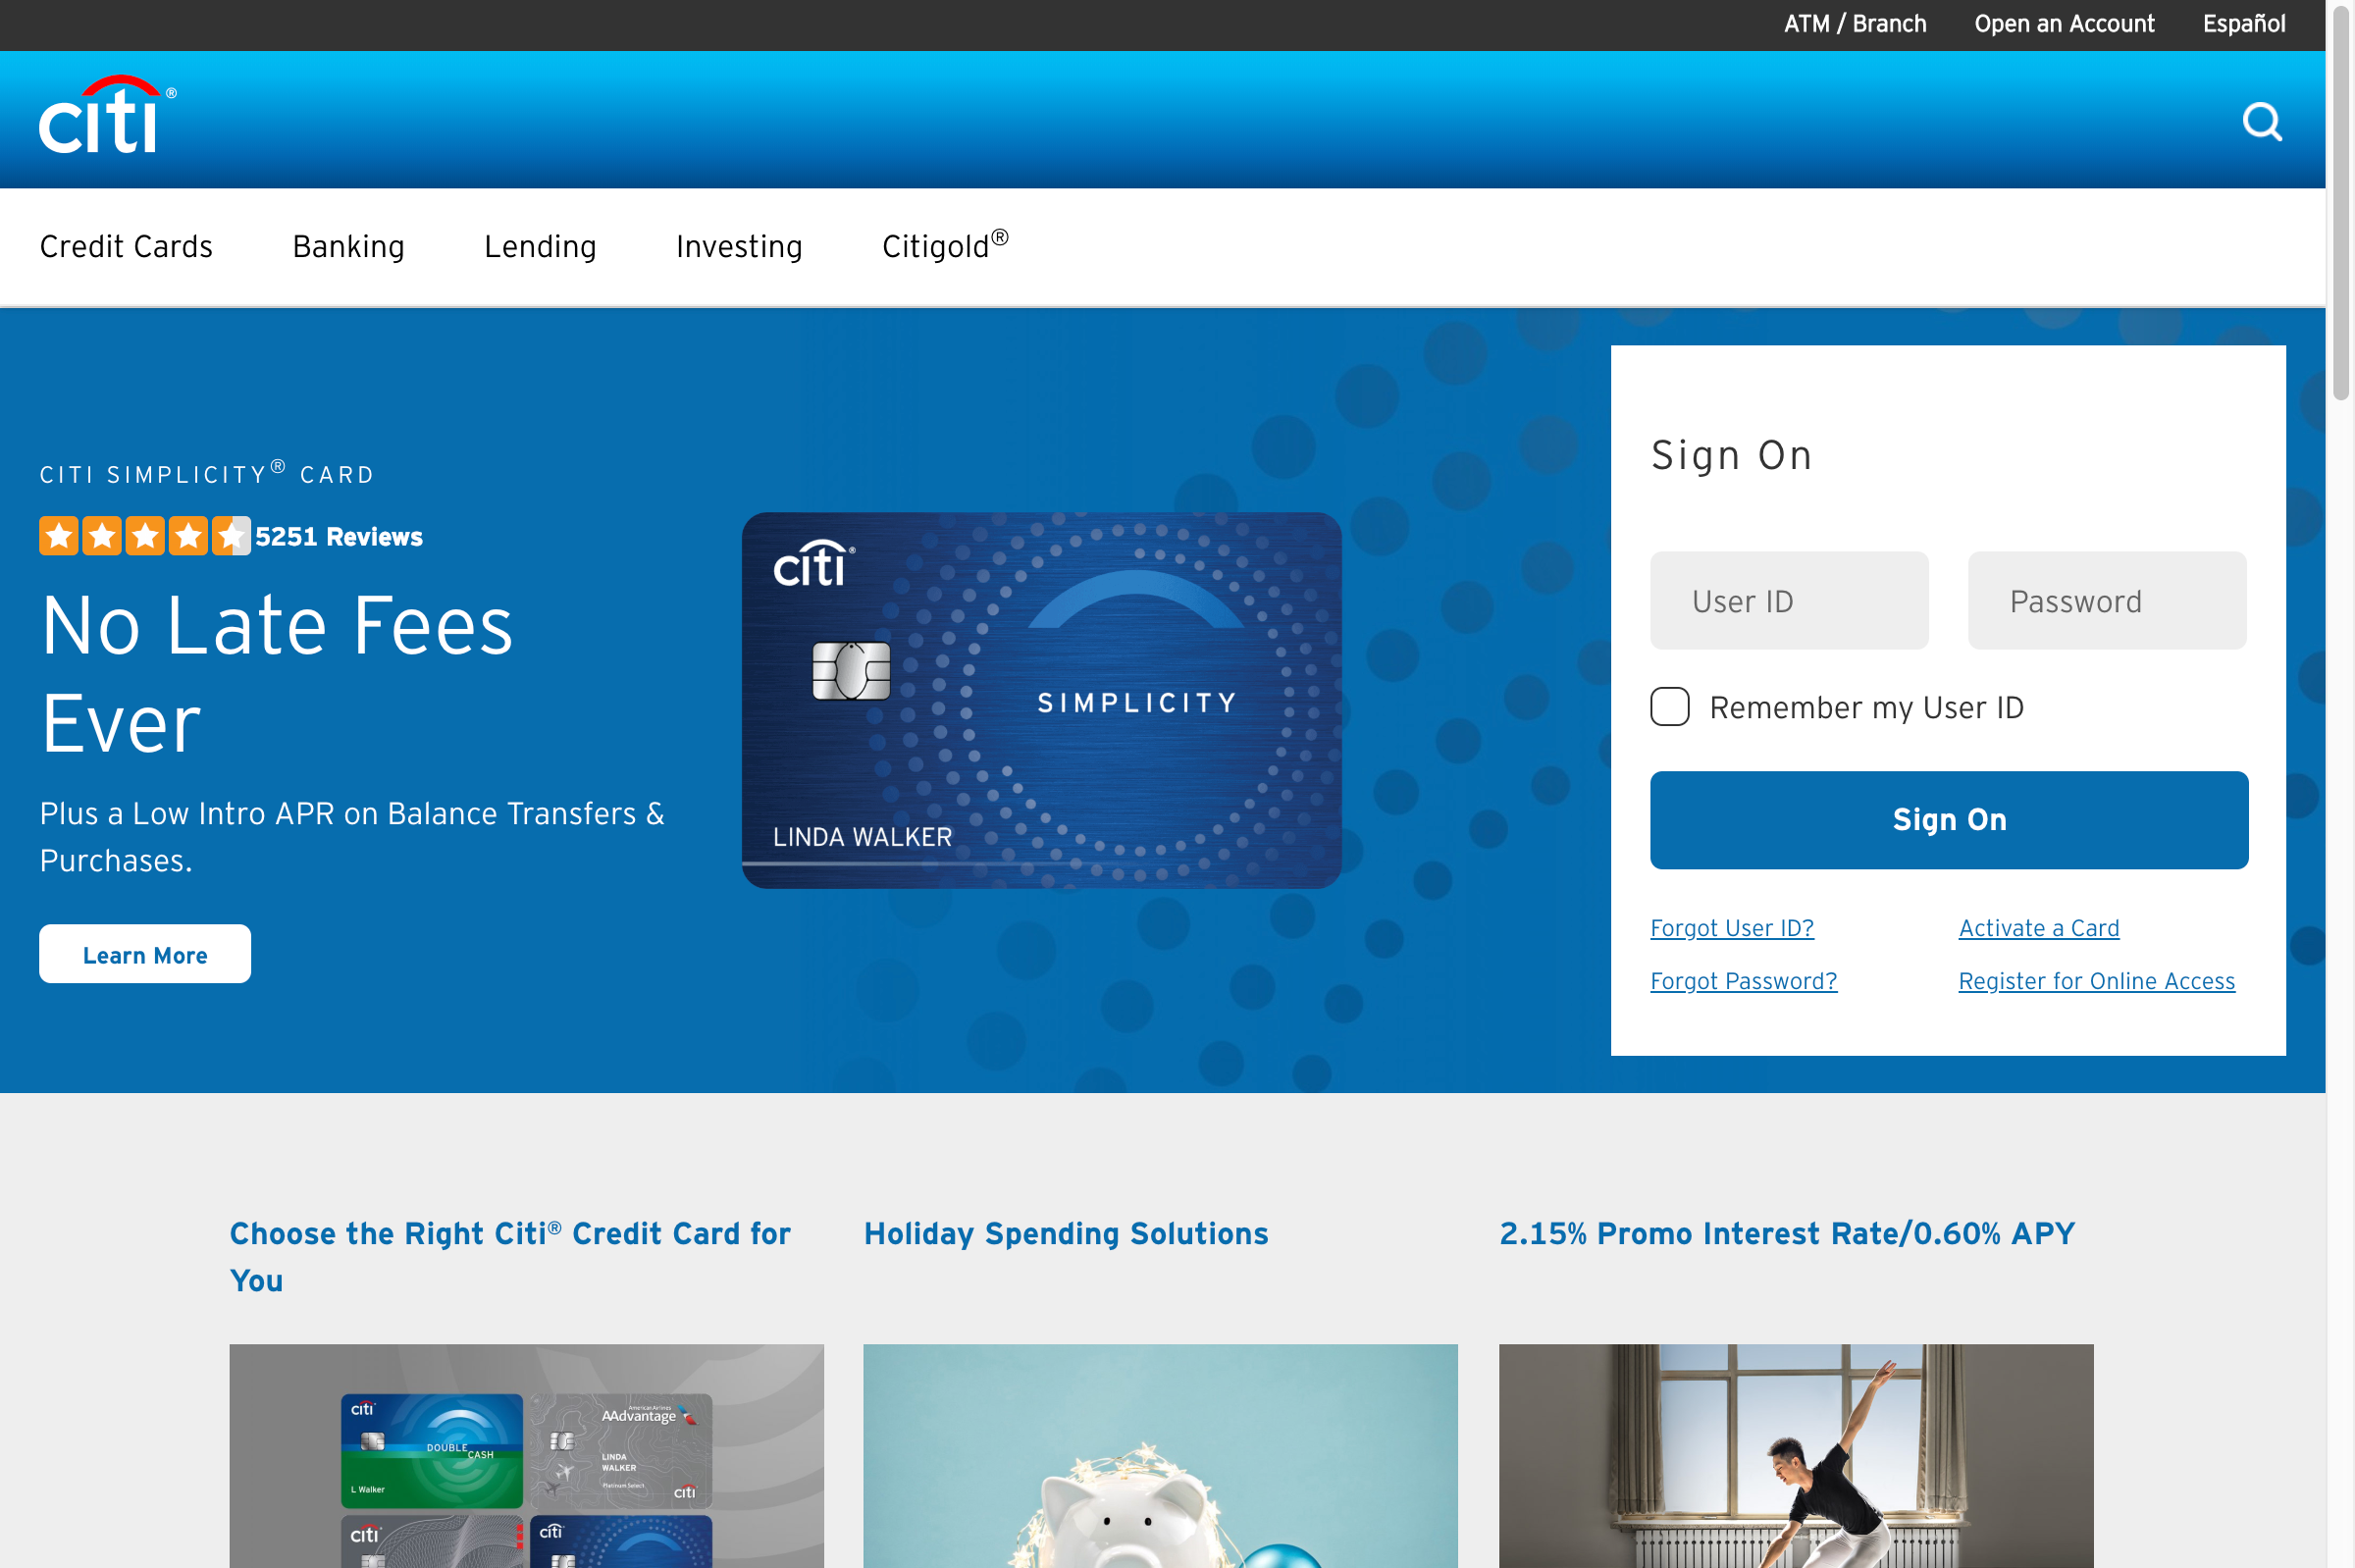 ATM / Branch
Open an Account
Español
citi®
Credit Cards
Banking
Lending
Investing
Citigold®
CITI SIMPLICITY® CARD
5251 Reviews
No Late Fees
Ever
Plus a Low Intro APR on Balance Transfers &
Purchases.
Learn More
citi®
SIMPLICITY
LINDA WALKER
Sign On
User ID
Password
Remember my User ID
Sign On
Forgot User ID?
Activate a Card
Forgot Password?
Register for Online Access
Choose the Right Citi® Credit Card for
You
Holiday Spending Solutions
2.15% Promo Interest Rate/0.60% APY
citi
DOUBLE
CASH
L Walker
American Airlines
AAdvantage
LINDA
WALKER
Platinum Select
citi
citi
citi